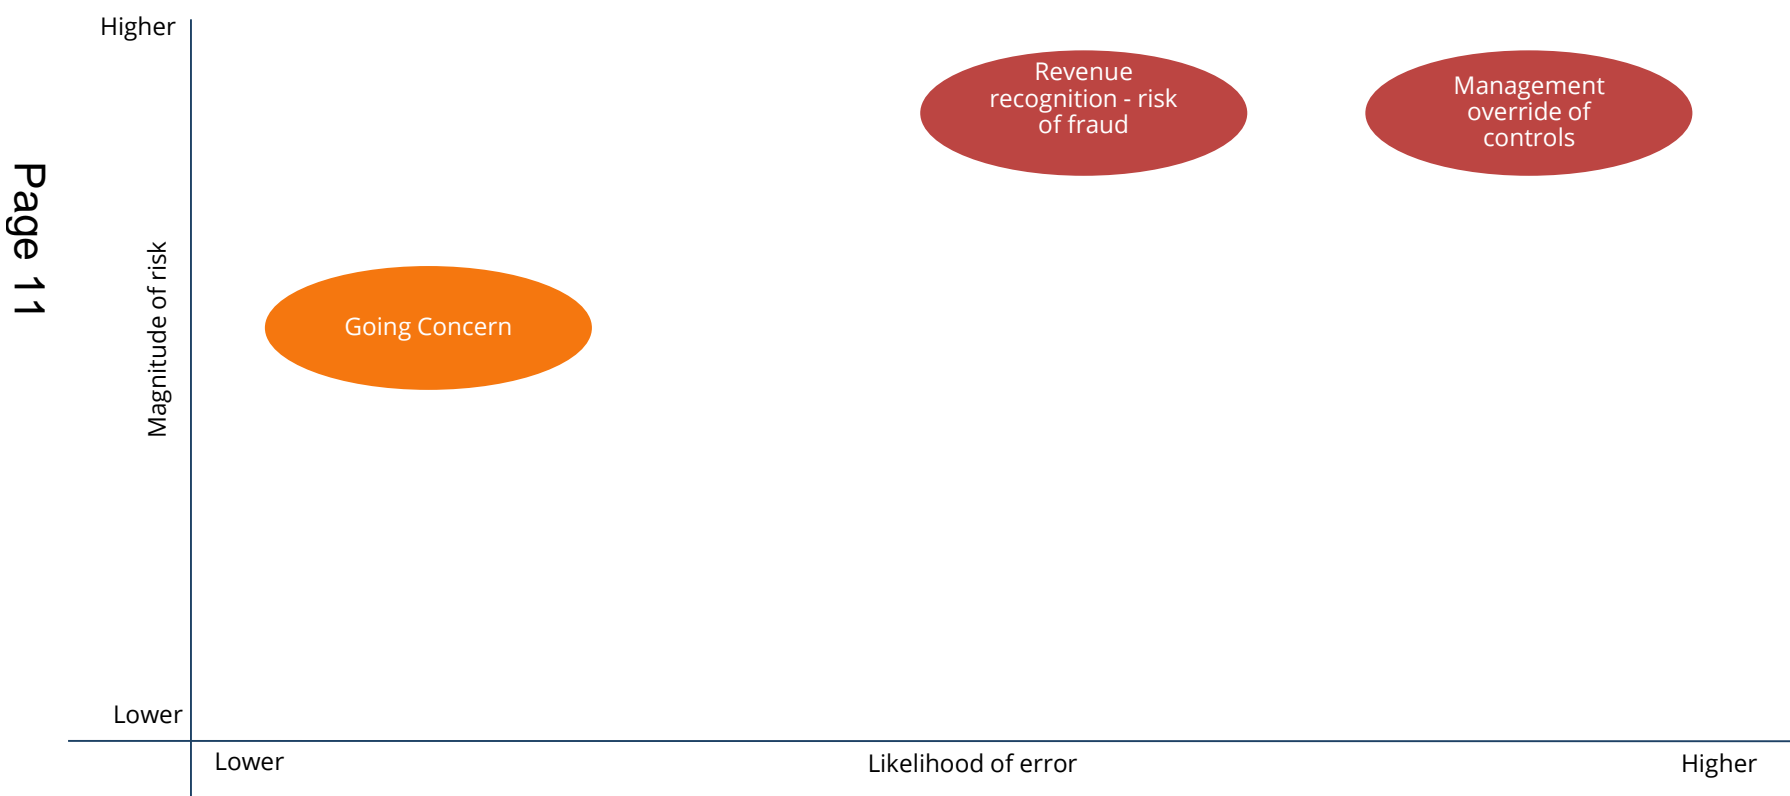 Higher
Revenue
recognition - risk
of fraud
Management
override of
controls
Page 11
Magnitude of risk
Going Concern
Lower
Lower
Likelihood of error
Higher